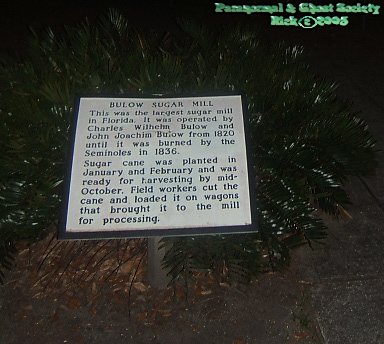 Paranormal & Ghost Society
Rick©2005
BULOW SUGAR MILL
This was the largest sugar mill
in Florida. It was operated by
Charles Wilhelm Bulow and
John Joachim Bulow from 1820
until it was burned by the
Seminoles in 1836.
Sugar cane was planted in
January and February and was
ready for harvesting by mid-
October. Field workers cut the
cane and loaded it on wagons
that brought it to the mill
for processing.